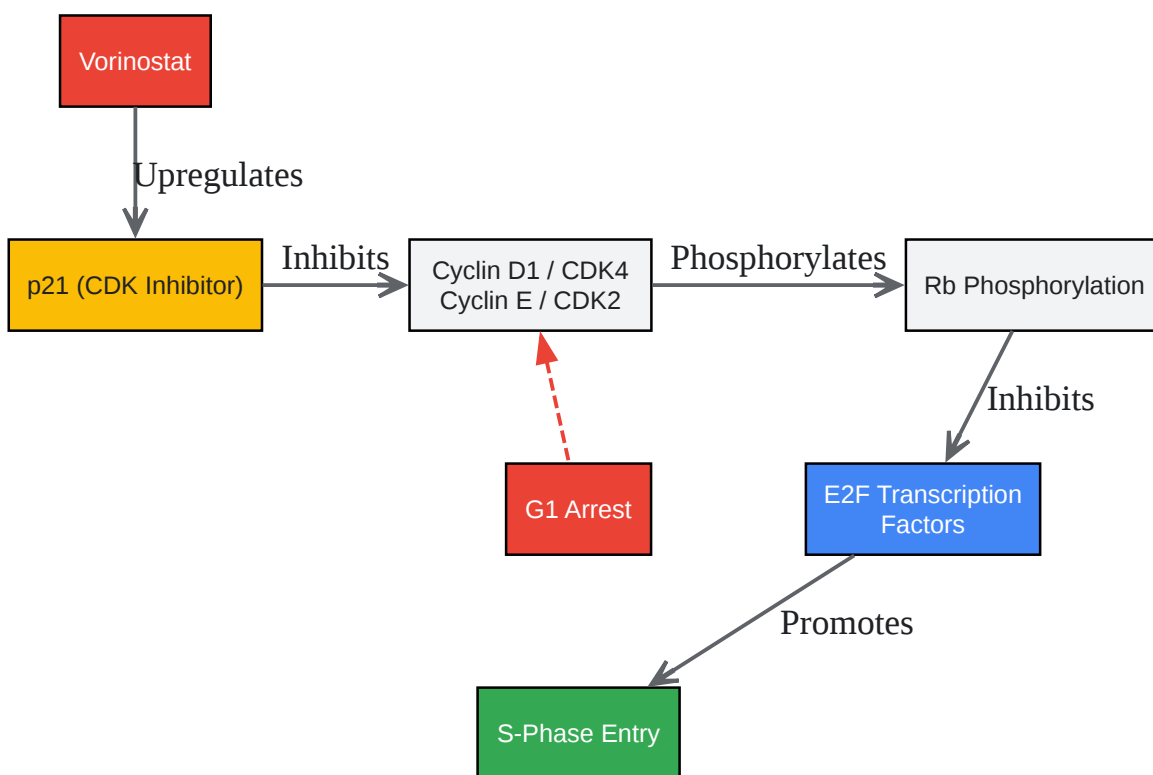 Vorinostat
Upregulates
p21 (CDK Inhibitor)
Inhibits
Cyclin D1 / CDK4
Cyclin E / CDK2
Phosphorylates
Rb Phosphorylation
Inhibits
G1 Arrest
E2F Transcription
Factors
Promotes
S-Phase Entry